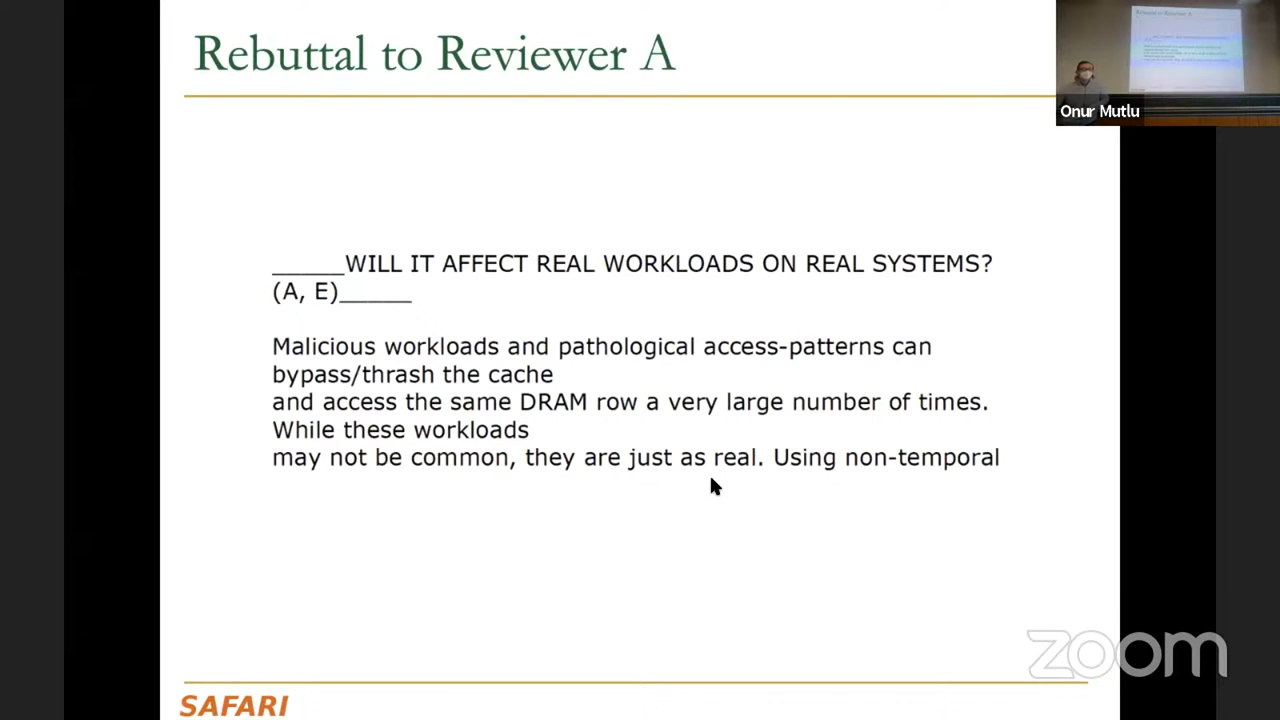 Rebuttal to Reviewer A
Onur Mutlu
_____WILL IT AFFECT REAL WORKLOADS ON REAL SYSTEMS?
(A, E)_____
Malicious workloads and pathological access-patterns can
bypass/thrash the cache
and access the same DRAM row a very large number of times.
While these workloads
may not be common, they are just as real. Using non-temporal
zoom
SAFARI